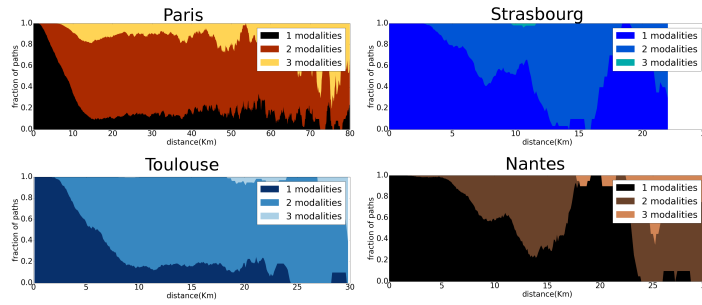 Paris
fraction of paths
1.0
0.8
0.6
0.4
0.2
0.0
1 modalities
2 modalities
3 modalities
0 10 20 30 40 50 60 70 80
distance(Km)
Strasbourg
fraction of paths
1.0
0.8
0.6
0.4
0.2
0.0
1 modalities
2 modalities
3 modalities
0 5 10 15 20
distance(Km)
Toulouse
fraction of paths
1.0
0.8
0.6
0.4
0.2
0.0
1 modalities
2 modalities
3 modalities
0 5 10 15 20 25 30
distance(Km)
Nantes
fraction of paths
1.0
0.8
0.6
0.4
0.2
0.0
1 modalities
2 modalities
3 modalities
0 5 10 15 20 25
distance(Km)